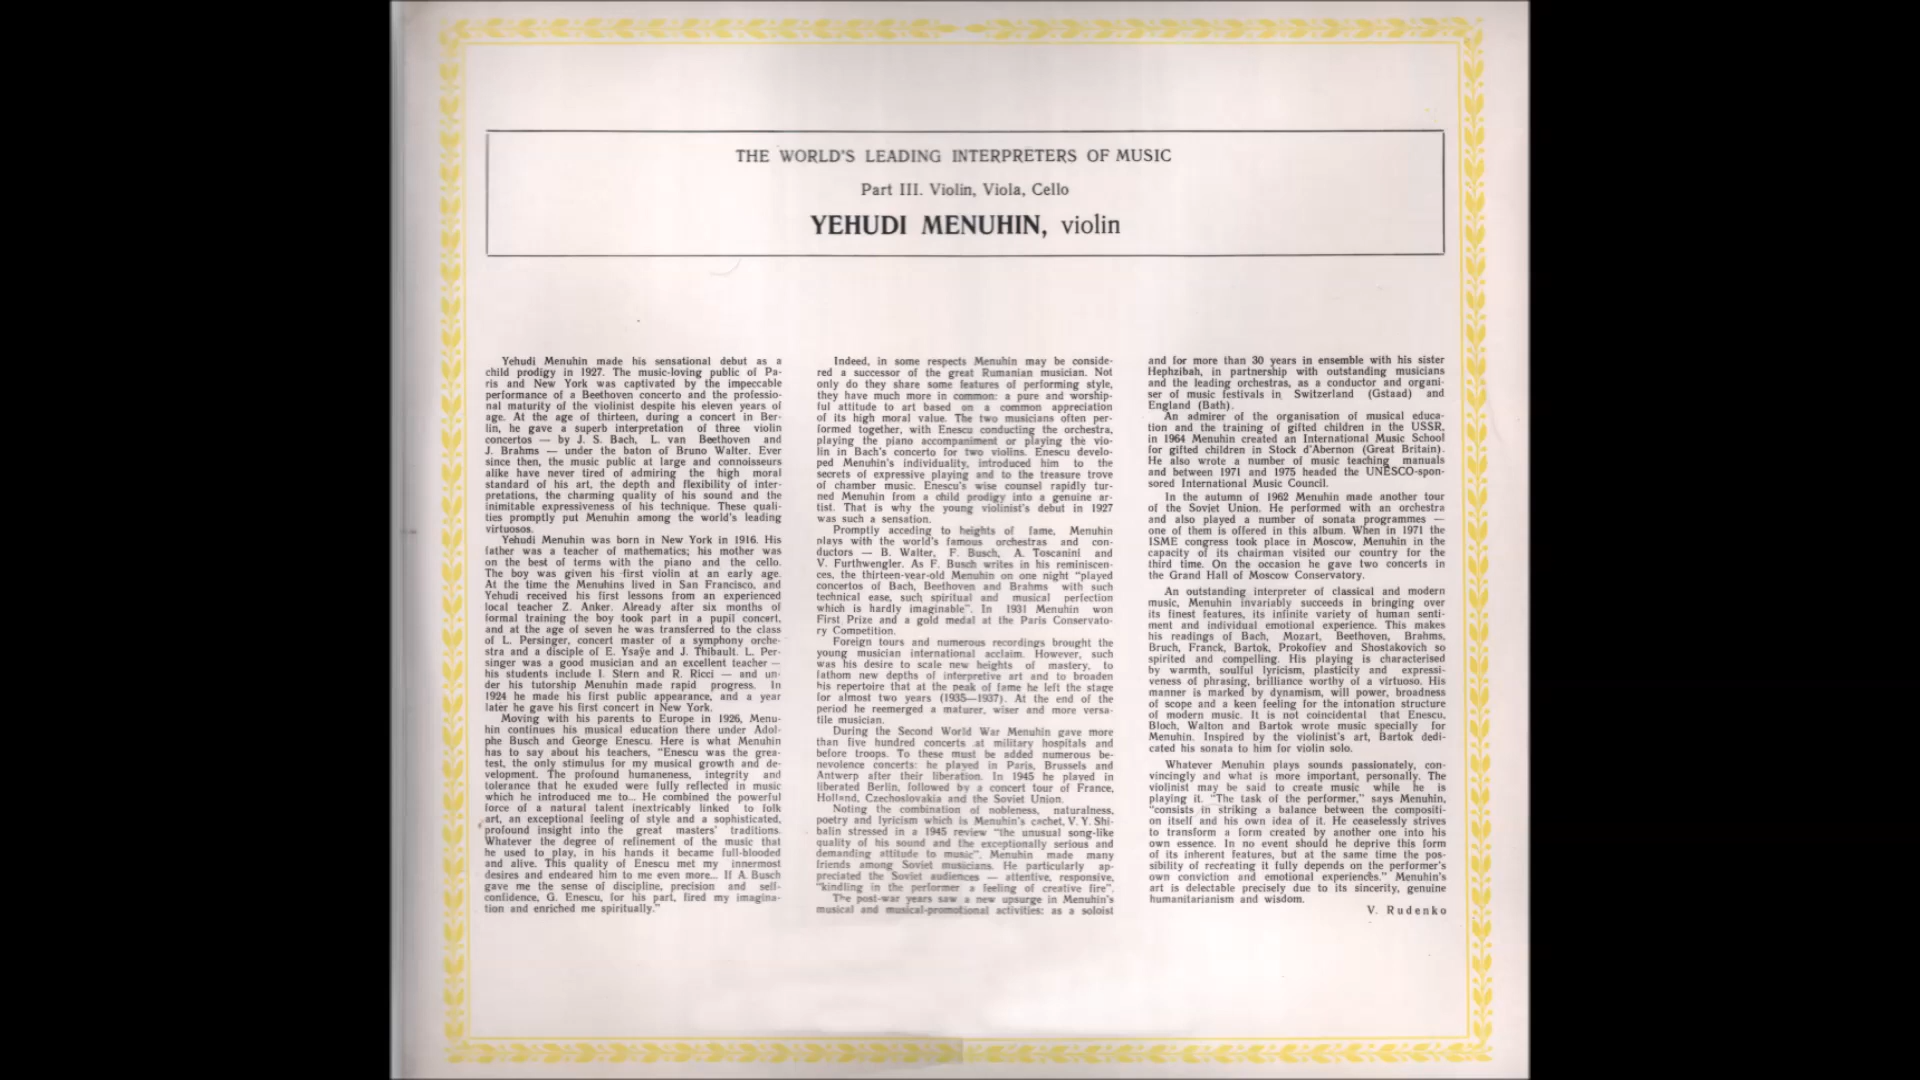 THE WORLD'S LEADING INTERPRETERS OF MUSIC
Part III. Violin, Viola, Cello
YEHUDI MENUHIN, violin
Yehudi Menuhin made his sensational debut as a
child prodigy in 1927. The music-loving public of Pa-
ris and New York was captivated by the impeccable
performance of a Beethoven concerto and the professio-
nal maturity of the violinist despite his eleven years of
age. At the age of thirteen, during a concert in Ber-
lin, he gave a superb interpretation of three violin
concertos — by J. S. Bach, L. van Beethoven and
J. Brahms — under the baton of Bruno Walter. Ever
since then, the music public at large and connoisseurs
alike have never tired of admiring the high moral
standard of his art, the depth and flexibility of inter-
pretations, the charming quality of his sound and the
inimitable expressiveness of his technique. These quali-
ties promptly put Menuhin among the world's leading
virtuosos.
Yehudi Menuhin was born in New York in 1916. His
father was a teacher of mathematics; his mother was
on the best of terms with the piano and the cello.
The boy was given his first violin at an early age.
At the time the Menuhins lived in San Francisco, and
Yehudi received his first lessons from an experienced
local teacher Z. Anker. Already after six months of
formal training the boy took part in a pupil concert,
and at the age of seven he was transferred to the class
of L. Persinger, concert master of a symphony orche-
stra and a disciple of E. Ysaÿe and J. Thibault. L. Per-
singer was a good musician and an excellent teacher —
his students include I. Stern and R. Ricci — and un-
der his tutorship Menuhin made rapid progress. In
1924 he made his first public appearance, and a year
later he gave his first concert in New York.
Moving with his parents to Europe in 1926, Menu-
hin continues his musical education there under Adol-
phe Busch and George Enescu. Here is what Menuhin
has to say about his teachers, "Enescu was the grea-
test, the only stimulus for my musical growth and de-
velopment. The profound humaneness, integrity and
tolerance that he exuded were fully reflected in music
which he introduced me to... He combined the powerful
force of a natural talent inextricably linked to folk
art, an exceptional feeling of style and a sophisticated,
profound insight into the great masters' traditions.
Whatever the degree of refinement of the music that
he used to play, in his hands it became full-blooded
and alive. This quality of Enescu met my innermost
desires and endeared him to me even more... If A. Busch
gave me the sense of discipline, precision and self-
confidence, G. Enescu, for his part, fired my imagina-
tion and enriched me spiritually."
Indeed, in some respects Menuhin may be conside-
red a successor of the great Rumanian musician. Not
only do they share some features of performing style,
they have much more in common: a pure and worship-
ful attitude to art based on a common appreciation
of its high moral value. The two musicians often per-
formed together, with Enescu conducting the orchestra,
playing the piano accompaniment or playing the vio-
lin in Bach's concerto for two violins. Enescu develo-
ped Menuhin's individuality, introduced him to the
secrets of expressive playing and to the treasure trove
of chamber music. Enescu's wise counsel rapidly tur-
ned Menuhin from a child prodigy into a genuine ar-
tist. That is why the young violinist's debut in 1927
was such a sensation.
Promptly acceding to heights of fame, Menuhin
plays with the world's famous orchestras and con-
ductors — B. Walter, F. Busch, A. Toscanini and
V. Furthwengler. As F. Busch writes in his reminiscen-
ces, the thirteen-year-old Menuhin on one night "played
concertos of Bach, Beethoven and Brahms with such
technical ease, such spiritual and musical perfection
which is hardly imaginable". In 1931 Menuhin won
First Prize and a gold medal at the Paris Conservato-
ry Competition.
Foreign tours and numerous recordings brought the
young musician international acclaim. However, such
was his desire to scale new heights of mastery, to
fathom new depths of interpretive art and to broaden
his repertoire that at the peak of fame he left the stage
for almost two years (1935—1937). At the end of the
period he reemerged a maturer, wiser and more versa-
tile musician.
During the Second World War Menuhin gave more
than five hundred concerts at military hospitals and
before troops. To these must be added numerous be-
nevolence concerts: he played in Paris, Brussels and
Antwerp after their liberation. In 1945 he played in
liberated Berlin, followed by a concert tour of France,
Holland, Czechoslovakia and the Soviet Union.
Noting the combination of nobleness, naturalness,
poetry and lyricism which is Menuhin's cachet, V. Y. Shi-
balin stressed in a 1945 review "the unusual song-like
quality of his sound and the exceptionally serious and
demanding attitude to music". Menuhin made many
friends among Soviet musicians. He particularly ap-
preciated the Soviet audiences — attentive, responsive,
"kindling in the performer a feeling of creative fire".
The post-war years saw a new upsurge in Menuhin's
musical and musical-promotional activities: as a soloist
and for more than 30 years in ensemble with his sister
Hephzibah, in partnership with outstanding musicians
and the leading orchestras, as a conductor and organi-
ser of music festivals in Switzerland (Gstaad) and
England (Bath).
An admirer of the organisation of musical educa-
tion and the training of gifted children in the USSR,
in 1964 Menuhin created an International Music School
for gifted children in Stock d'Abernon (Great Britain).
He also wrote a number of music teaching manuals
and between 1971 and 1975 headed the UNESCO-spon-
sored International Music Council.
In the autumn of 1962 Menuhin made another tour
of the Soviet Union. He performed with an orchestra
and also played a number of sonata programmes —
one of them is offered in this album. When in 1971 the
ISME congress took place in Moscow, Menuhin in the
capacity of its chairman visited our country for the
third time. On the occasion he gave two concerts in
the Grand Hall of Moscow Conservatory.
An outstanding interpreter of classical and modern
music, Menuhin invariably succeeds in bringing over
its finest features, its infinite variety of human senti-
ment and individual emotional experience. This makes
his readings of Bach, Mozart, Beethoven, Brahms,
Bruch, Franck, Bartok, Prokofiev and Shostakovich so
spirited and compelling. His playing is characterised
by warmth, soulful lyricism, plasticity and expressi-
veness of phrasing, brilliance worthy of a virtuoso. His
manner is marked by dynamism, will power, broadness
of scope and a keen feeling for the intonation structure
of modern music. It is not coincidental that Enescu,
Bloch, Walton and Bartok wrote music specially for
Menuhin. Inspired by the violinist's art, Bartok dedi-
cated his sonata to him for violin solo.
Whatever Menuhin plays sounds passionately, con-
vincingly and what is more important, personally. The
violinist may be said to create music while he is
playing it. "The task of the performer," says Menuhin,
"consists in striking a balance between the compositi-
on itself and his own idea of it. He ceaselessly strives
to transform a form created by another one into his
own essence. In no event should he deprive this form
of its inherent features, but at the same time the pos-
sibility of recreating it fully depends on the performer's
own conviction and emotional experiences." Menuhin's
art is delectable precisely due to its sincerity, genuine
humanitarianism and wisdom.
V. Rudenko